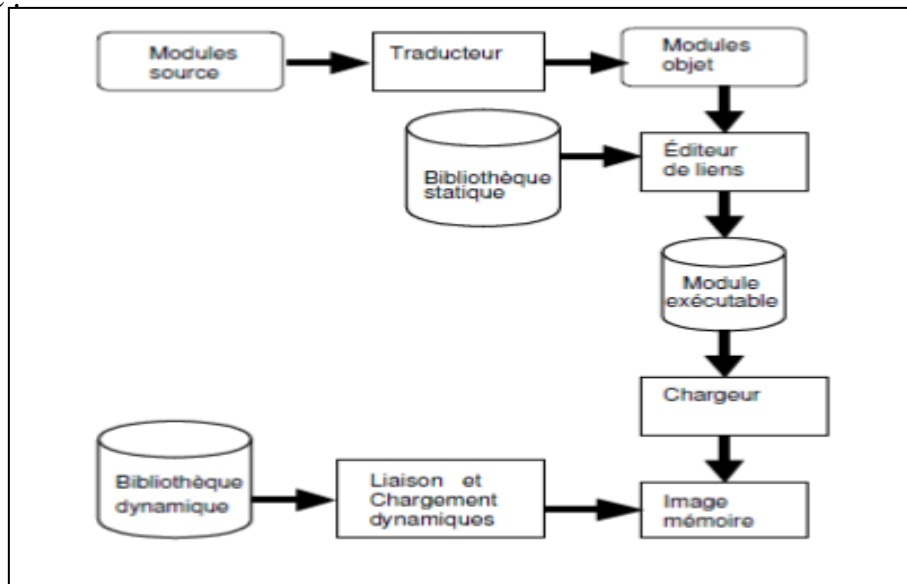 Modules
source
Traducteur
Modules
objet
Bibliothèque
statique
Éditeur
de liens
Module
exécutable
Chargeur
Bibliothèque
dynamique
Liaison et
Chargement
dynamiques
Image
mémoire